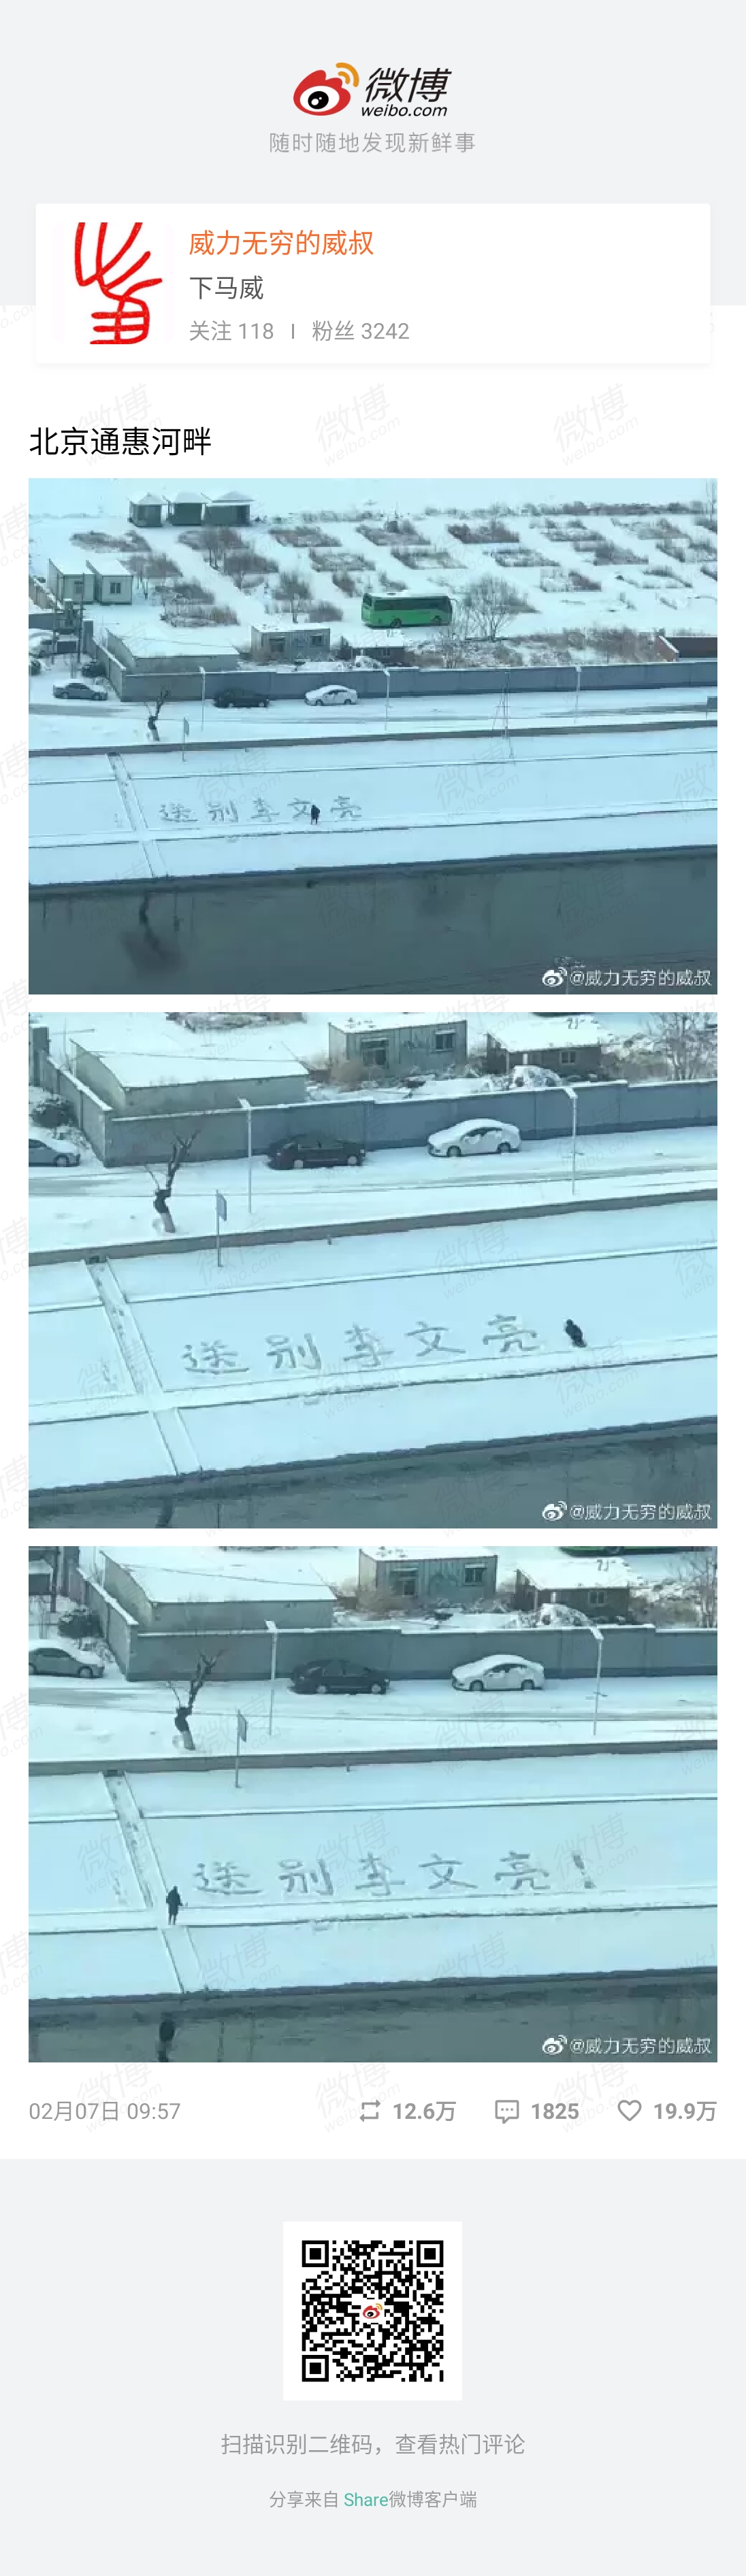 微博
weibo.com
随时随地发现新鲜事
威力无穷的威叔
下马威
关注 118 | 粉丝 3242
北京通惠河畔
送别李文亮
@威力无穷的威叔
送别李文亮
@威力无穷的威叔
送别李文亮！
@威力无穷的威叔
02月07日 09:57 12.6万 1825 19.9万
扫描识别二维码，查看热门评论
分享来自 Share微博客户端